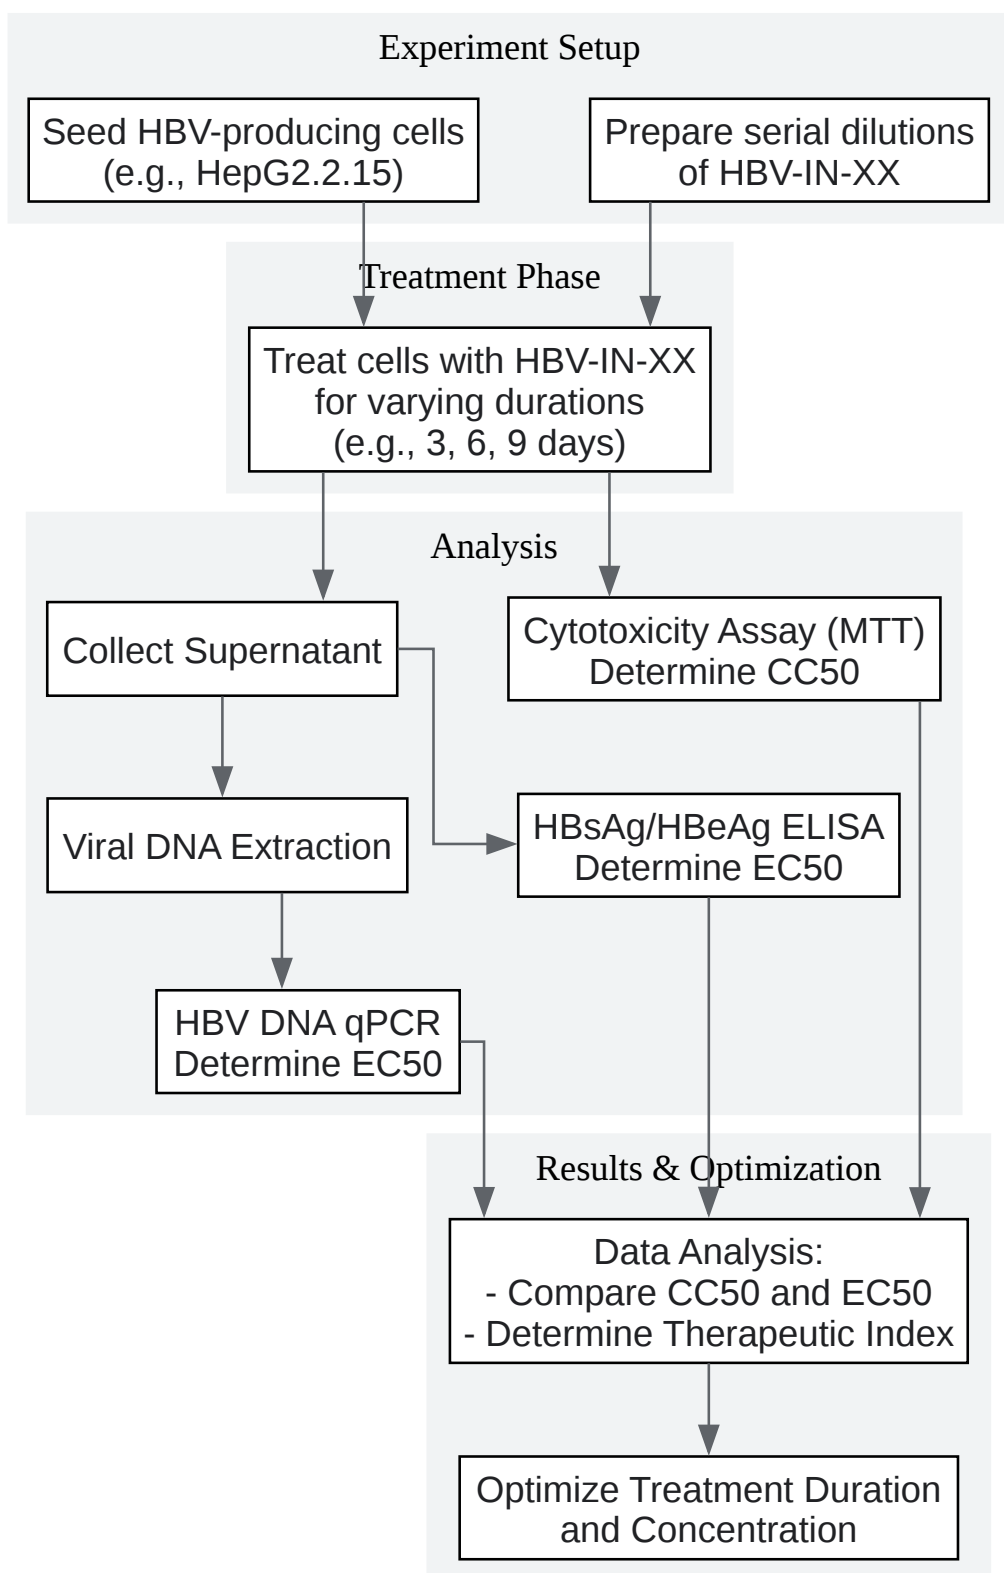 Experiment Setup
Seed HBV-producing cells
(e.g., HepG2.2.15)
Prepare serial dilutions
of HBV-IN-XX
Treatment Phase
Treat cells with HBV-IN-XX
for varying durations
(e.g., 3, 6, 9 days)
Analysis
Collect Supernatant
Cytotoxicity Assay (MTT)
Determine CC50
Viral DNA Extraction
HBsAg/HBeAg ELISA
Determine EC50
HBV DNA qPCR
Determine EC50
Results & Optimization
Data Analysis:
- Compare CC50 and EC50
- Determine Therapeutic Index
Optimize Treatment Duration
and Concentration